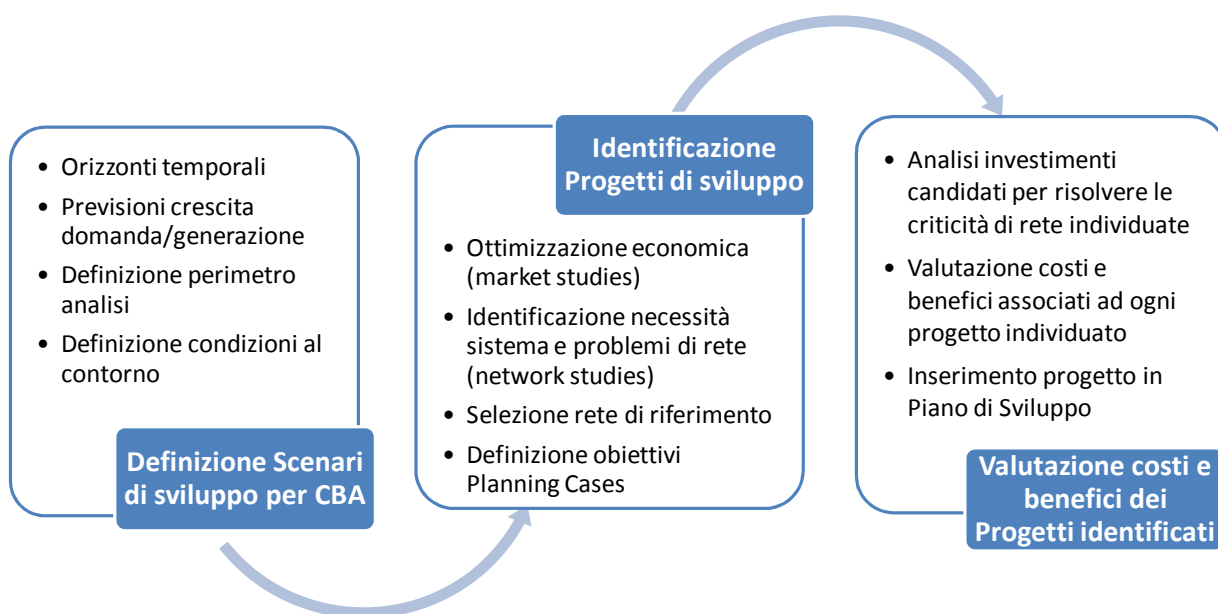 • Orizzonti temporali
• Previsioni crescita
domanda/generazione
• Definizione perimetro
analisi
• Definizione condizioni al
contorno
Definizione Scenari
di sviluppo per CBA
Identificazione
Progetti di sviluppo
• Ottimizzazione economica
(market studies)
• Identificazione necessità
sistema e problemi di rete
(network studies)
• Selezione rete di riferimento
• Definizione obiettivi
Planning Cases
• Analisi investimenti
candidati per risolvere le
criticità di rete individuate
• Valutazione costi e
benefici associati ad ogni
progetto individuato
• Inserimento progetto in
Piano di Sviluppo
Valutazione costi e
benefici dei
Progetti identificati